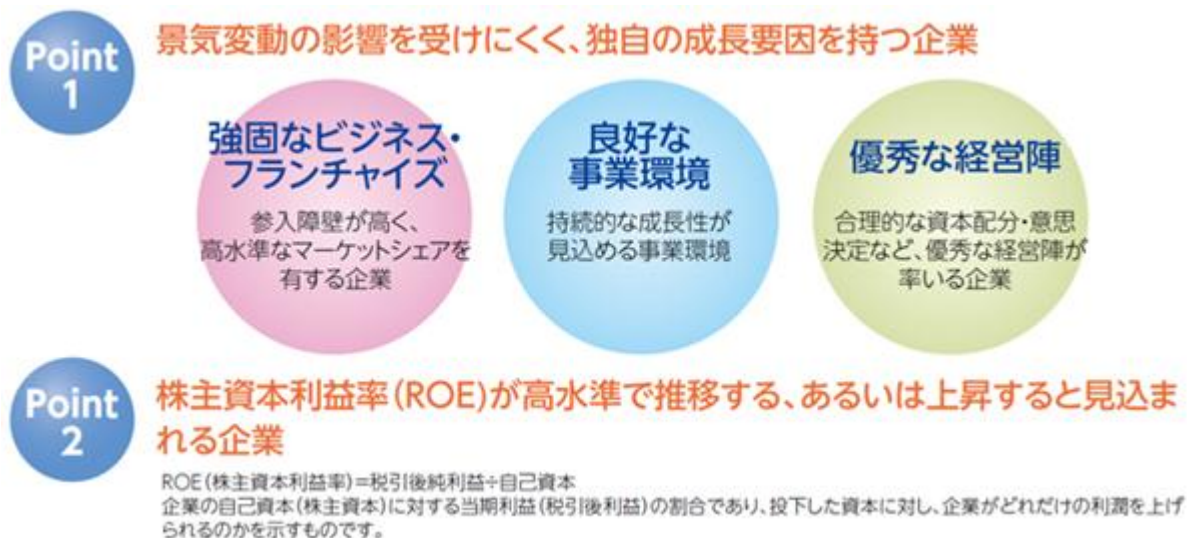 Point
1
景気変動の影響を受けにくく、独自の成長要因を持つ企業
強固なビジネス・
フランチャイズ
参入障壁が高く、
高水準なマーケットシェアを
有する企業
良好な
事業環境
持続的な成長性が
見込める事業環境
優秀な経営陣
合理的な資本配分・意思
決定など、優秀な経営陣が
率いる企業
Point
2
株主資本利益率(ROE)が高水準で推移する、あるいは上昇すると見込ま
れる企業
ROE(株主資本利益率)=税引後純利益÷自己資本
企業の自己資本(株主資本)に対する当期利益(税引後利益)の割合であり、投下した資本に対し、企業がどれだけの利潤を上げ
られるのかを示すものです。